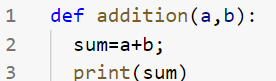 1 def addition(a,b):
2   sum=a+b;
3   print(sum)